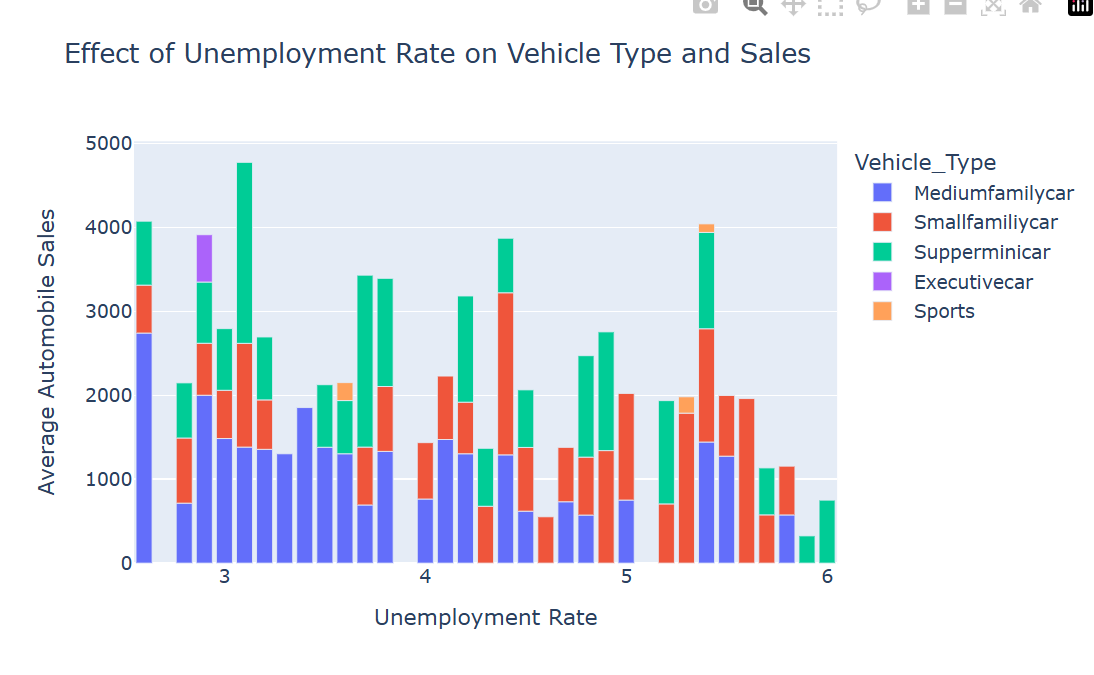 Effect of Unemployment Rate on Vehicle Type and Sales
Average Automobile Sales
5000
4000
3000
2000
1000
0
3
4
5
6
Unemployment Rate
Vehicle_Type
Mediumfamilycar
Smallfamiliycar
Supperminicar
Executivecar
Sports